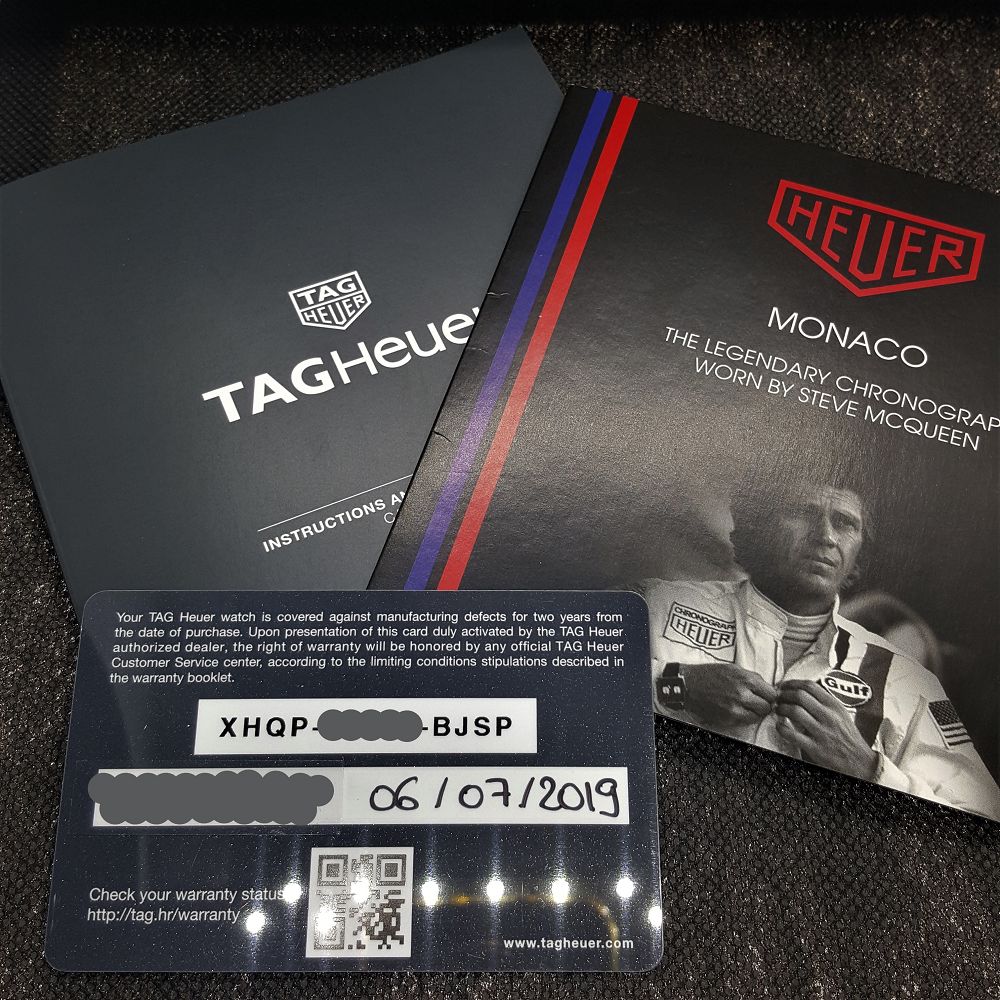 TAG
HEUER
TAGHeuer
INSTRUCTIONS
HEUER
MONACO
THE LEGENDARY CHRONOGRAP
WORN BY STEVE MCQUEEN
CHRONOGRAPH
HEUER
Gulf
Your TAG Heuer watch is covered against manufacturing defects for two years from
the date of purchase. Upon presentation of this card duly activated by the TAG Heuer
authorized dealer, the right of warranty will be honored by any official TAG Heuer
Customer Service center, according to the limiting conditions stipulations described in
the warranty booklet.
XHQP- -BJSP
06/07/2019
Check your warranty status
http://tag.hr/warranty
www.tagheuer.com